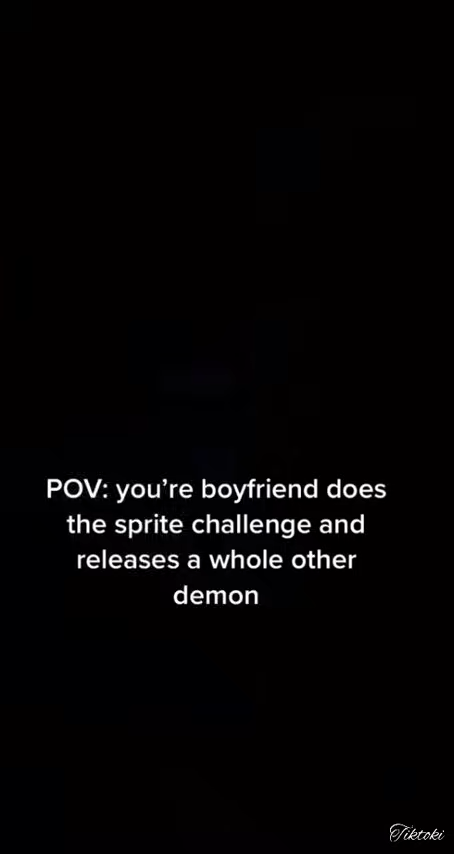 POV: you’re boyfriend does
the sprite challenge and
releases a whole other
demon
Tiktoki